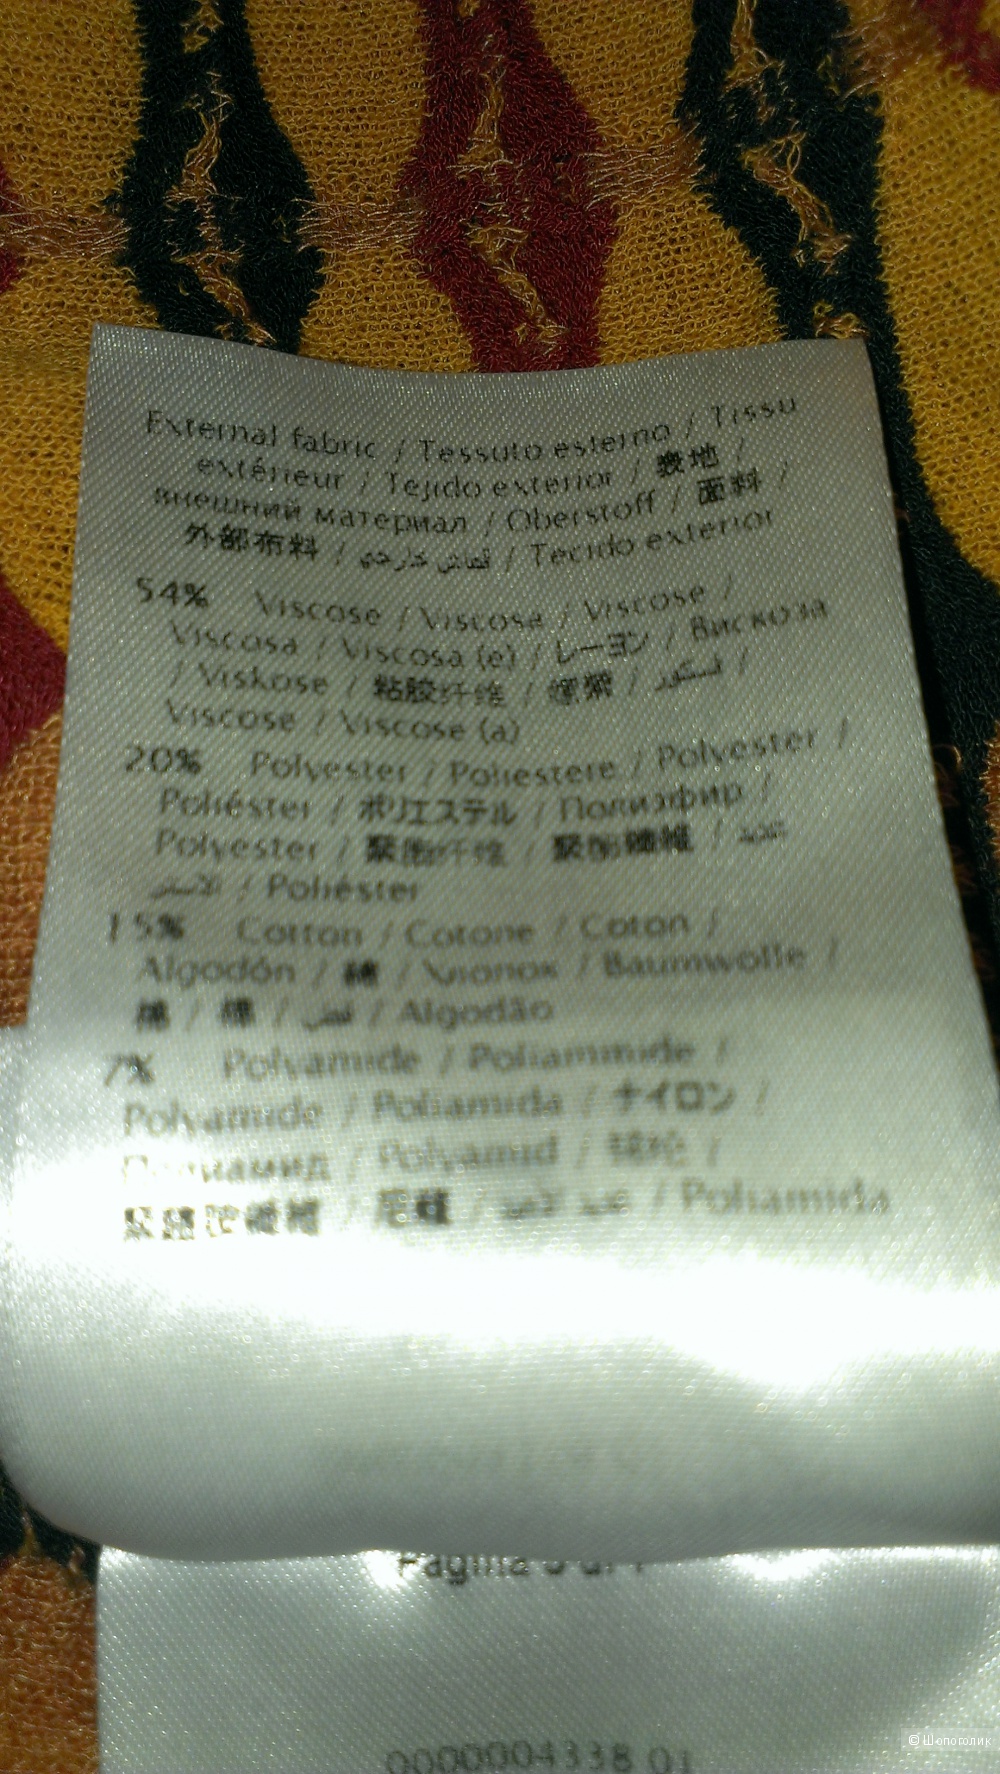 External fabric / Tessuto esterno / Tissu
extérieur / Tejido exterior / 表地 /
внешний материал / Oberstoff / 面料 /
外部布料 / قماش خارجي / Tecido exterior
54% Viscose / Viscosa / Viscose /
Viscosa / Viscosa (e) / レーヨン / Вискоза
/ Viskose / 粘胶纤维 / 嫘縈 / فسكوز /
Viscose / Viscose (a)
20% Polyester / Poliestere / Polyester /
Poliéster / ポリエステル / Полиэфир /
Polyester / 聚酯纤维 / 聚酯纖維 /
/ Poliéster
15% Cotton / Cotone / Coton /
Algodón / 綿 / Хлопок / Baumwolle /
棉 / 棉 / قطن / Algodão
7% Polyamide / Poliammide /
Polyamide / Poliamida / ナイロン /
Полиамид / Polyamid / 锦纶 /
/ Poliamida
Pagina
0000004338 01
© Шопоголик